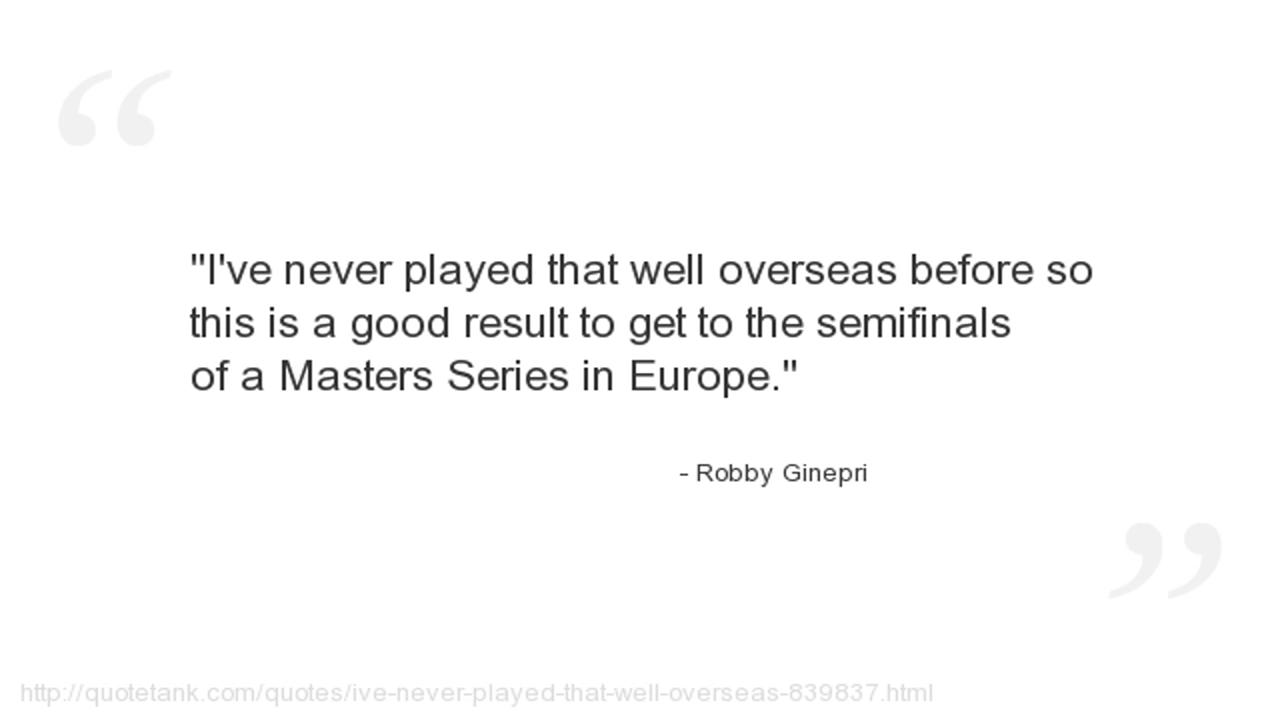 "I've never played that well overseas before so
this is a good result to get to the semifinals
of a Masters Series in Europe."
- Robby Ginepri
http://quotetank.com/quotes/ive-never-played-that-well-overseas-839837.html